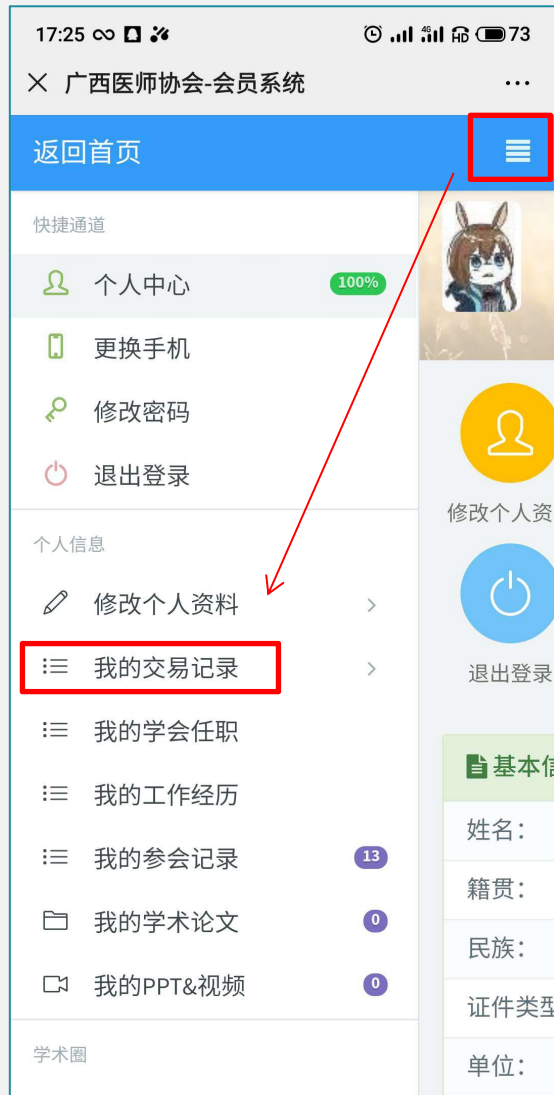 17:25
4G
HD
73
广西医师协会-会员系统
返回首页
快捷通道
个人中心
100%
更换手机
修改密码
退出登录
个人信息
修改个人资料
我的交易记录
我的学会任职
我的工作经历
我的参会记录
13
我的学术论文
0
我的PPT&视频
0
学术圈
修改个人资
退出登录
基本信
姓名：
籍贯：
民族：
证件类型
单位：